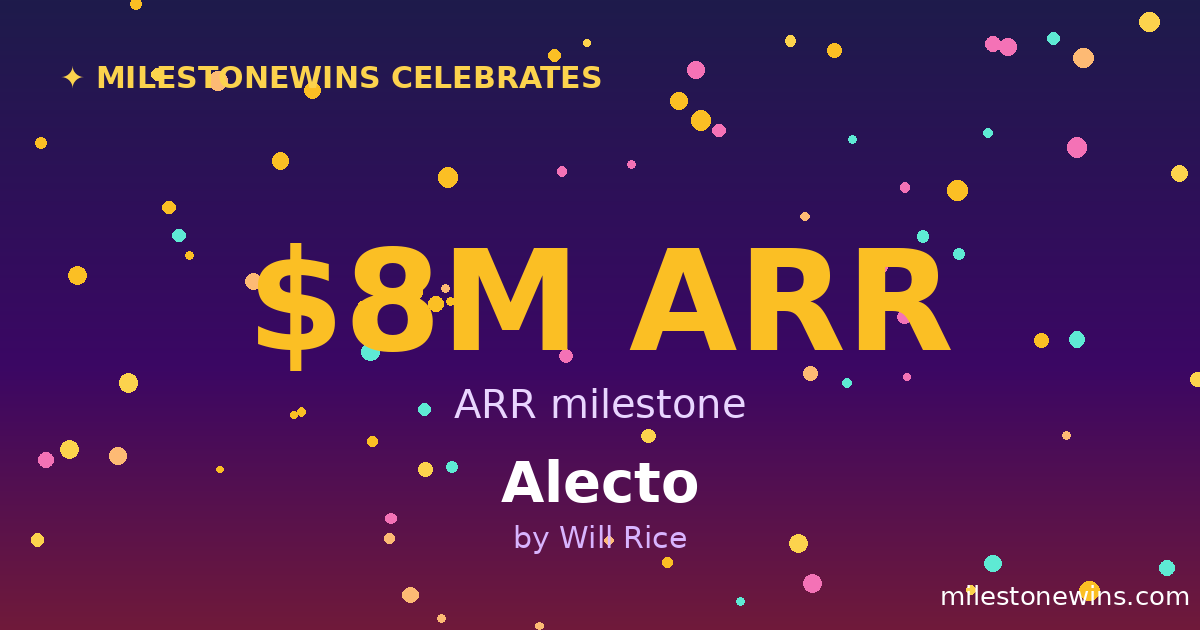 ✦ MILESTONEWINS CELEBRATES
$8M ARR
ARR milestone
Alecto
by Will Rice
milestonewins.com